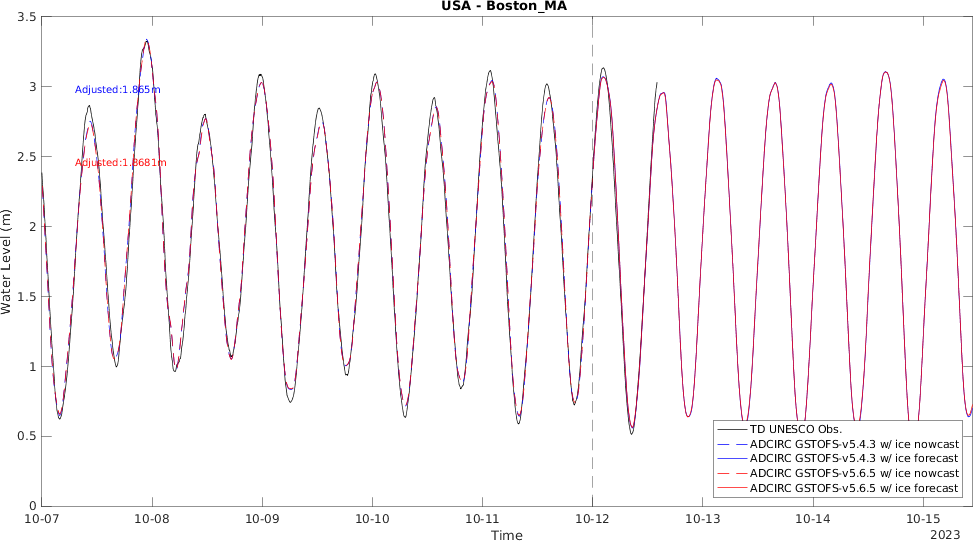 USA - Boston_MA
3.5
3
2.5
2
1.5
1
0.5
0
Water Level (m)
Adjusted:1.865m
Adjusted:1.8681m
TD UNESCO Obs.
ADCIRC GSTOFS-v5.4.3 w/ ice nowcast
ADCIRC GSTOFS-v5.4.3 w/ ice forecast
ADCIRC GSTOFS-v5.6.5 w/ ice nowcast
ADCIRC GSTOFS-v5.6.5 w/ ice forecast
10-07 10-08 10-09 10-10 10-11 10-12 10-13 10-14 10-15
Time
2023